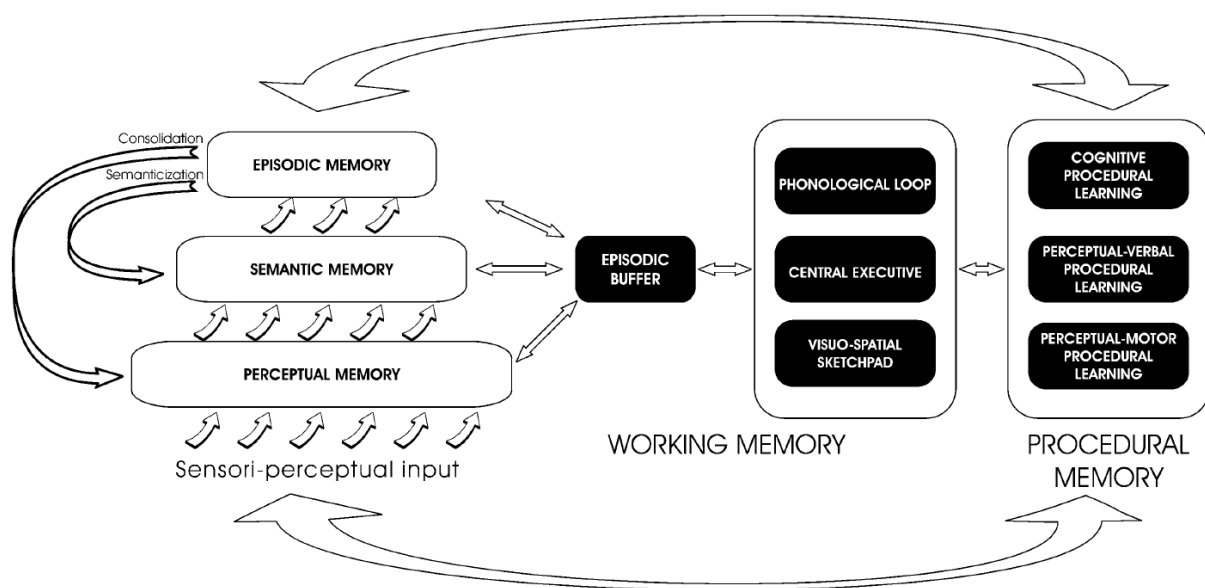 Consolidation
Semanticization
EPISODIC MEMORY
SEMANTIC MEMORY
PERCEPTUAL MEMORY
Sensori-perceptual input
EPISODIC
BUFFER
PHONOLOGICAL LOOP
CENTRAL EXECUTIVE
VISUO-SPATIAL
SKETCHPAD
WORKING MEMORY
COGNITIVE
PROCEDURAL
LEARNING
PERCEPTUAL-VERBAL
PROCEDURAL
LEARNING
PERCEPTUAL-MOTOR
PROCEDURAL
LEARNING
PROCEDURAL
MEMORY